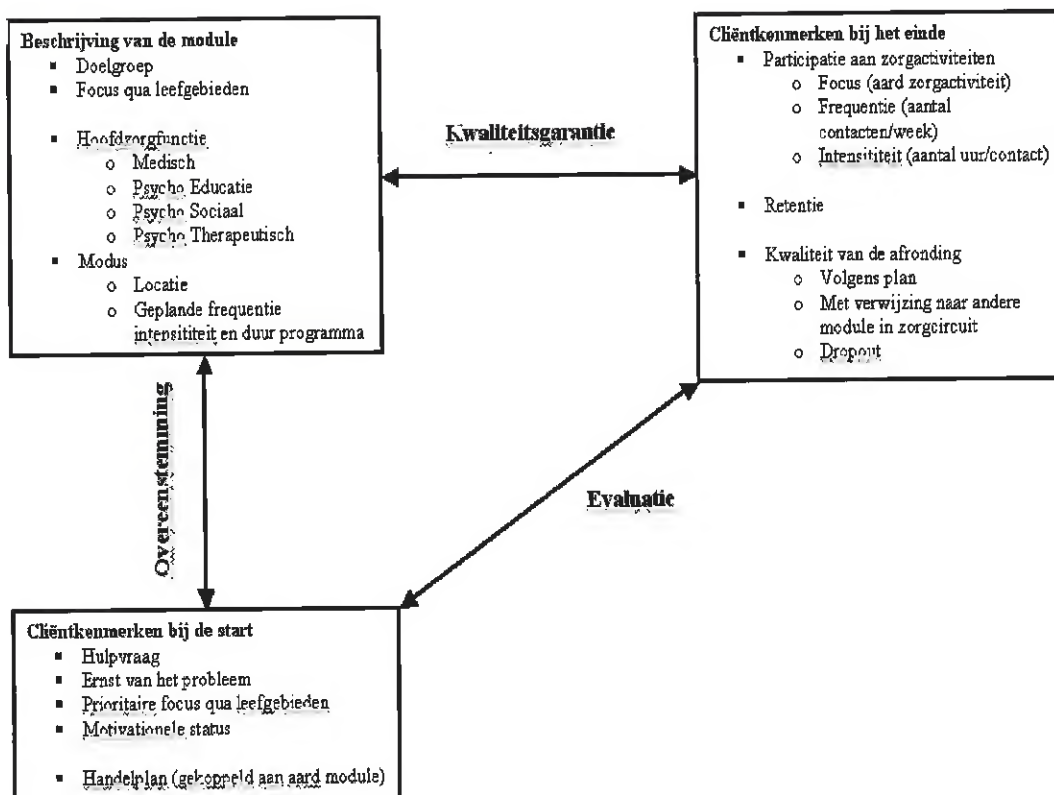 Beschrijving van de module
▪ Doelgroep
▪ Focus qua leefgebieden
▪ Hoofdzorgfunctie
o Medisch
o Psycho Educatie
o Psycho Sociaal
o Psycho Therapeutisch
▪ Modus
o Locatie
o Geplande frequentie
intensititeit en duur programma
Kwaliteitsgarantie
Cliëntkenmerken bij het einde
▪ Participatie aan zorgactiviteiten
o Focus (aard zorgactiviteit)
o Frequentie (aantal
contacten/week)
o Intensititeit (aantal uur/contact)
▪ Retentie
▪ Kwaliteit van de afronding
o Volgens plan
o Met verwijzing naar andere
module in zorgcircuit
o Dropout
Overeenstemming
Evaluatie
Cliëntkenmerken bij de start
▪ Hulpvraag
▪ Ernst van het probleem
▪ Prioritaire focus qua leefgebieden
▪ Motivationele status
▪ Handelplan (gekoppeld aan aard module)